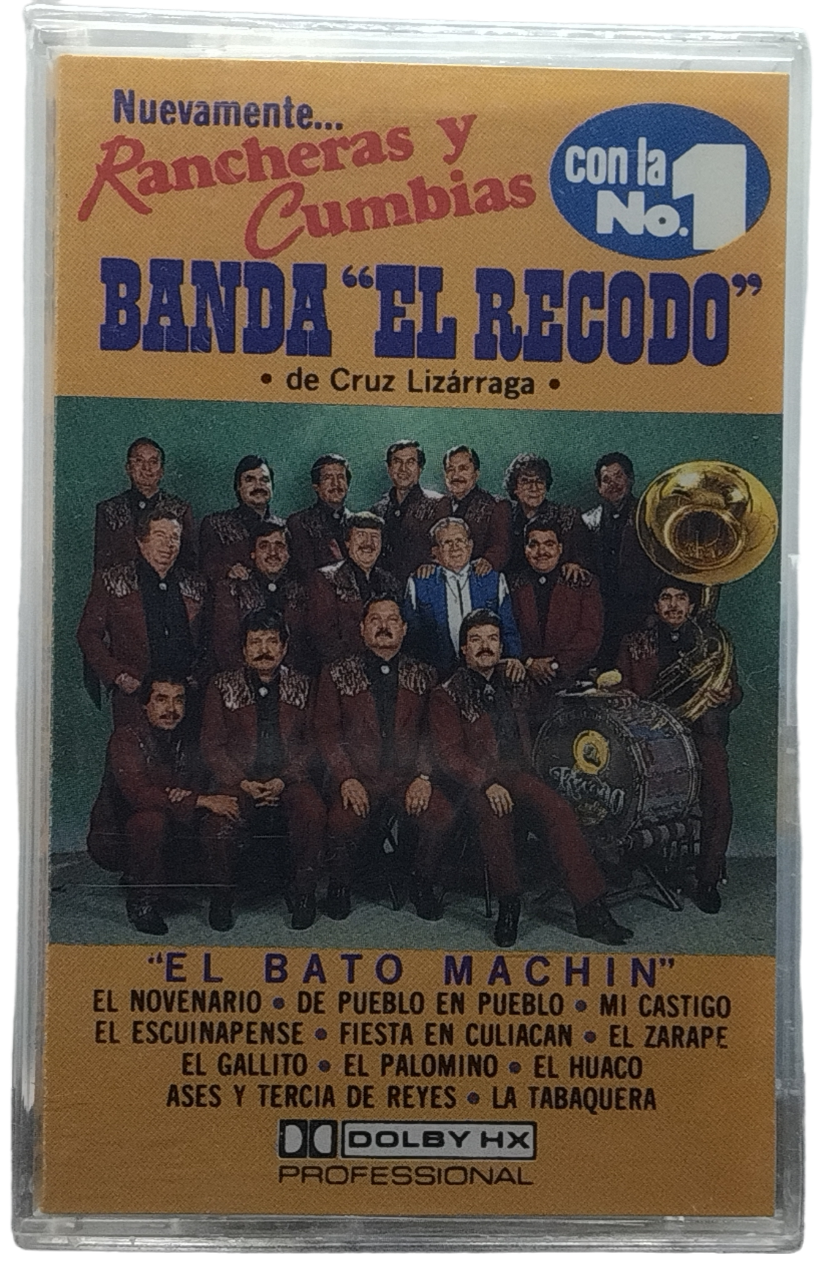 Nuevamente...
Rancheras y
Cumbias
con la
No.1
BANDA "EL RECODO"
• de Cruz Lizárraga •
RECODO
"EL BATO MACHIN"
EL NOVENARIO • DE PUEBLO EN PUEBLO • MI CASTIGO
EL ESCUINAPENSE • FIESTA EN CULIACAN • EL ZARAPE
EL GALLITO • EL PALOMINO • EL HUACO
ASES Y TERCIA DE REYES • LA TABAQUERA
DOLBY HX
PROFESSIONAL